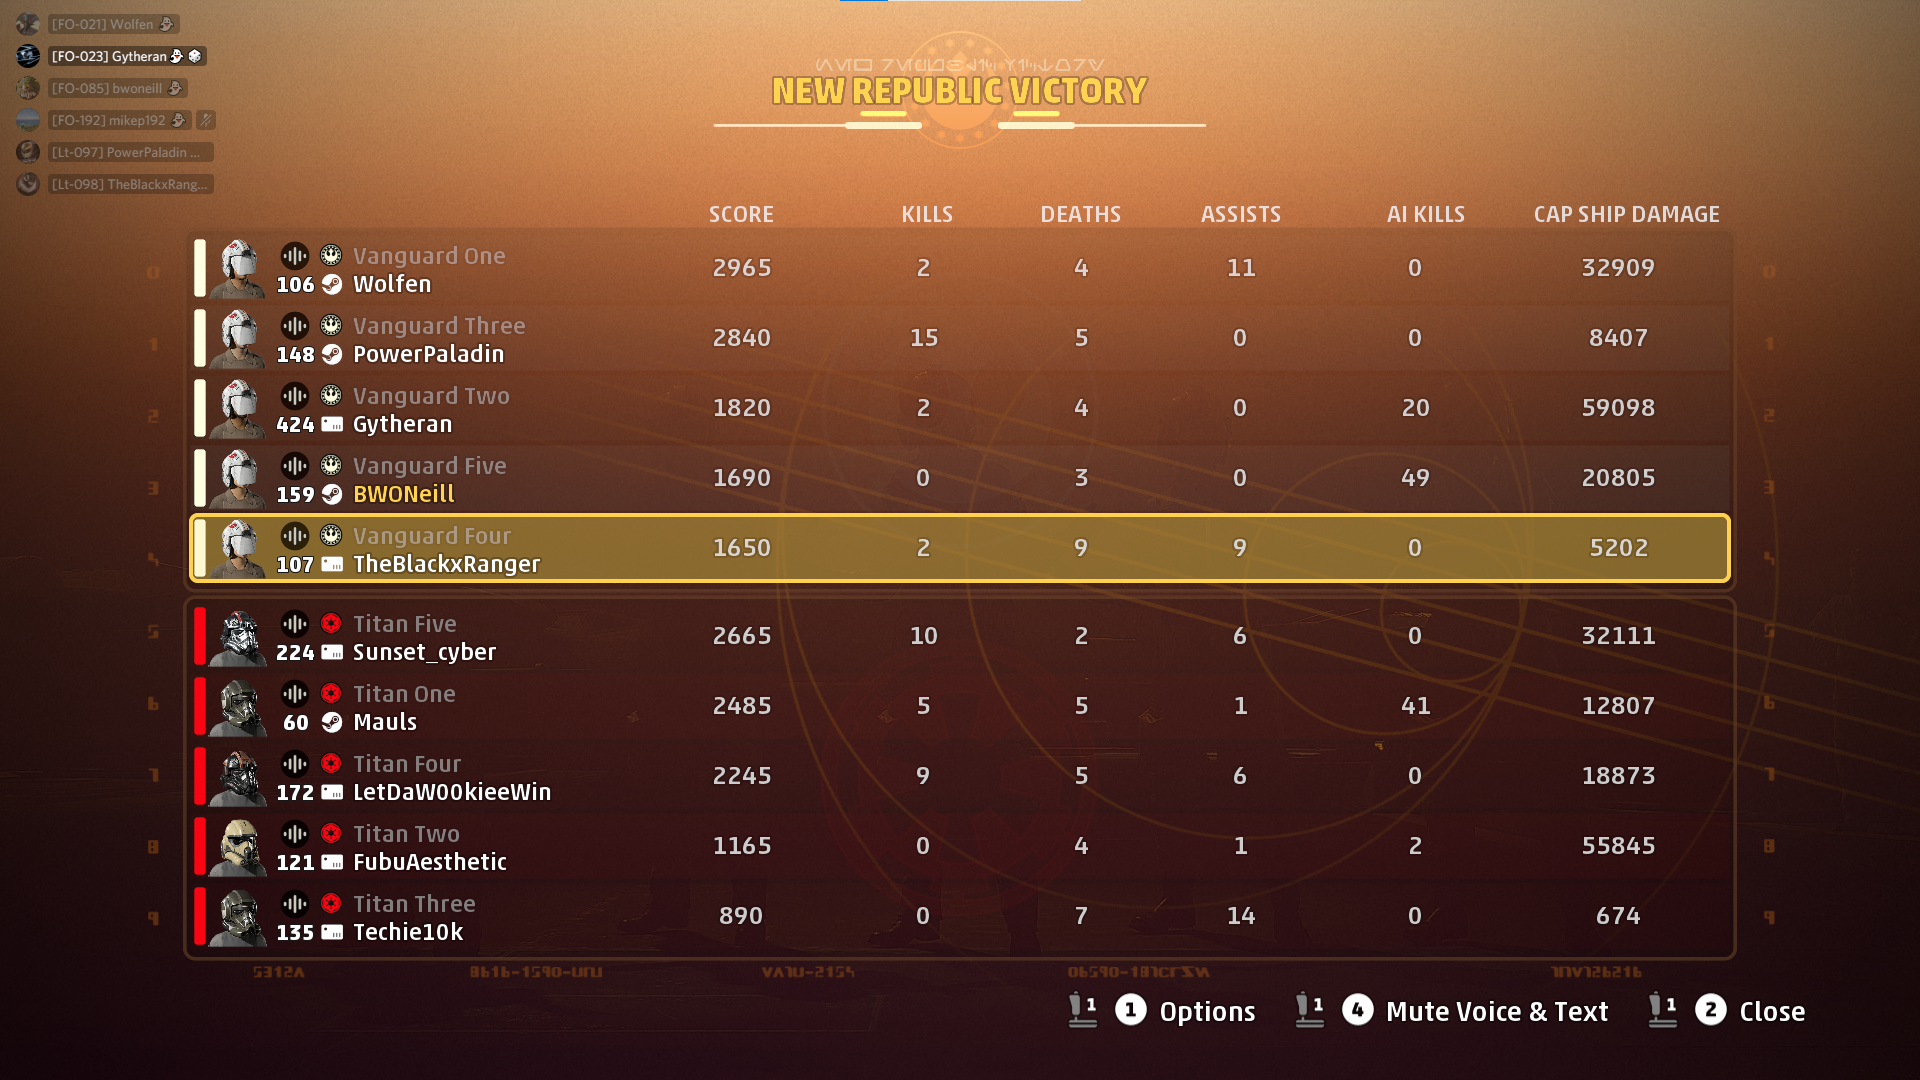 [FO-021] Wolfen
[FO-023] Gytheran
[FO-085] bwoneill
[FO-192] mikep192
[Lt-097] PowerPaladin ...
[Lt-098] TheBlackxRang...
NEW REPUBLIC VICTORY
SCORE KILLS DEATHS ASSISTS AI KILLS CAP SHIP DAMAGE
Vanguard One
106 Wolfen 2965 2 4 11 0 32909
Vanguard Three
148 PowerPaladin 2840 15 5 0 0 8407
Vanguard Two
424 Gytheran 1820 2 4 0 20 59098
Vanguard Five
159 BWONeill 1690 0 3 0 49 20805
Vanguard Four
107 TheBlackxRanger 1650 2 9 9 0 5202
Titan Five
224 Sunset_cyber 2665 10 2 6 0 32111
Titan One
60 Mauls 2485 5 5 1 41 12807
Titan Four
172 LetDaW00kieeWin 2245 9 5 6 0 18873
Titan Two
121 FubuAesthetic 1165 0 4 1 2 55845
Titan Three
135 Techie10k 890 0 7 14 0 674
1 1 Options 1 4 Mute Voice & Text 1 2 Close